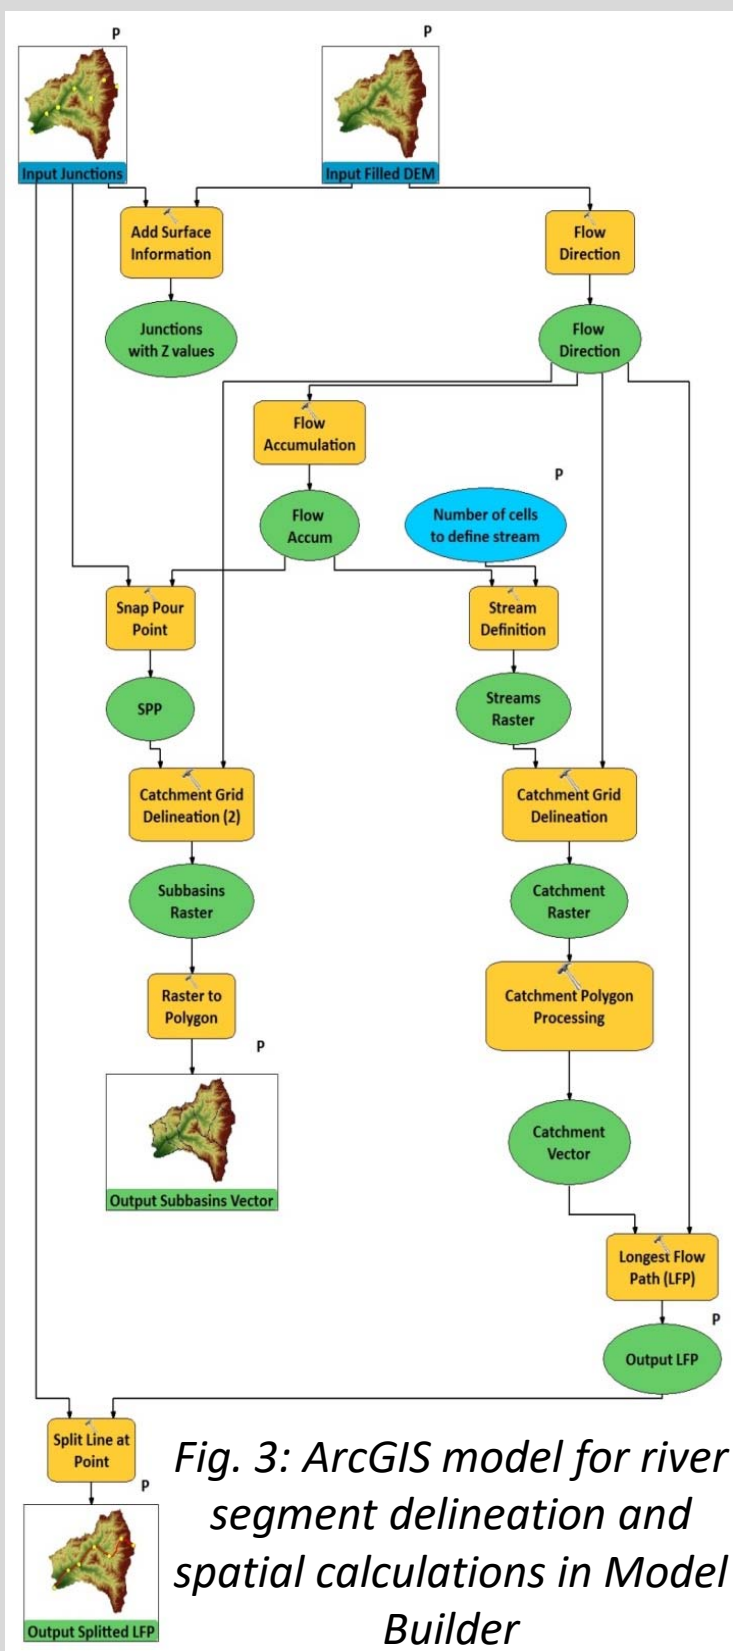 P
P
Input Junctions
Input Filled DEM
Add Surface
Information
Flow
Direction
Junctions
with Z values
Flow
Direction
Flow
Accumulation
P
Flow
Accum
Number of cells
to define stream
Snap Pour
Point
Stream
Definition
SPP
Streams
Raster
Catchment Grid
Delineation (2)
Catchment Grid
Delineation
Subbasins
Raster
Catchment
Raster
Raster to
Polygon
Catchment Polygon
Processing
P
Output Subbasins Vector
Catchment
Vector
Longest Flow
Path (LFP)
P
Output LFP
Split Line at
Point
P
Output Splitted LFP
Fig. 3: ArcGIS model for river
segment delineation and
spatial calculations in Model
Builder